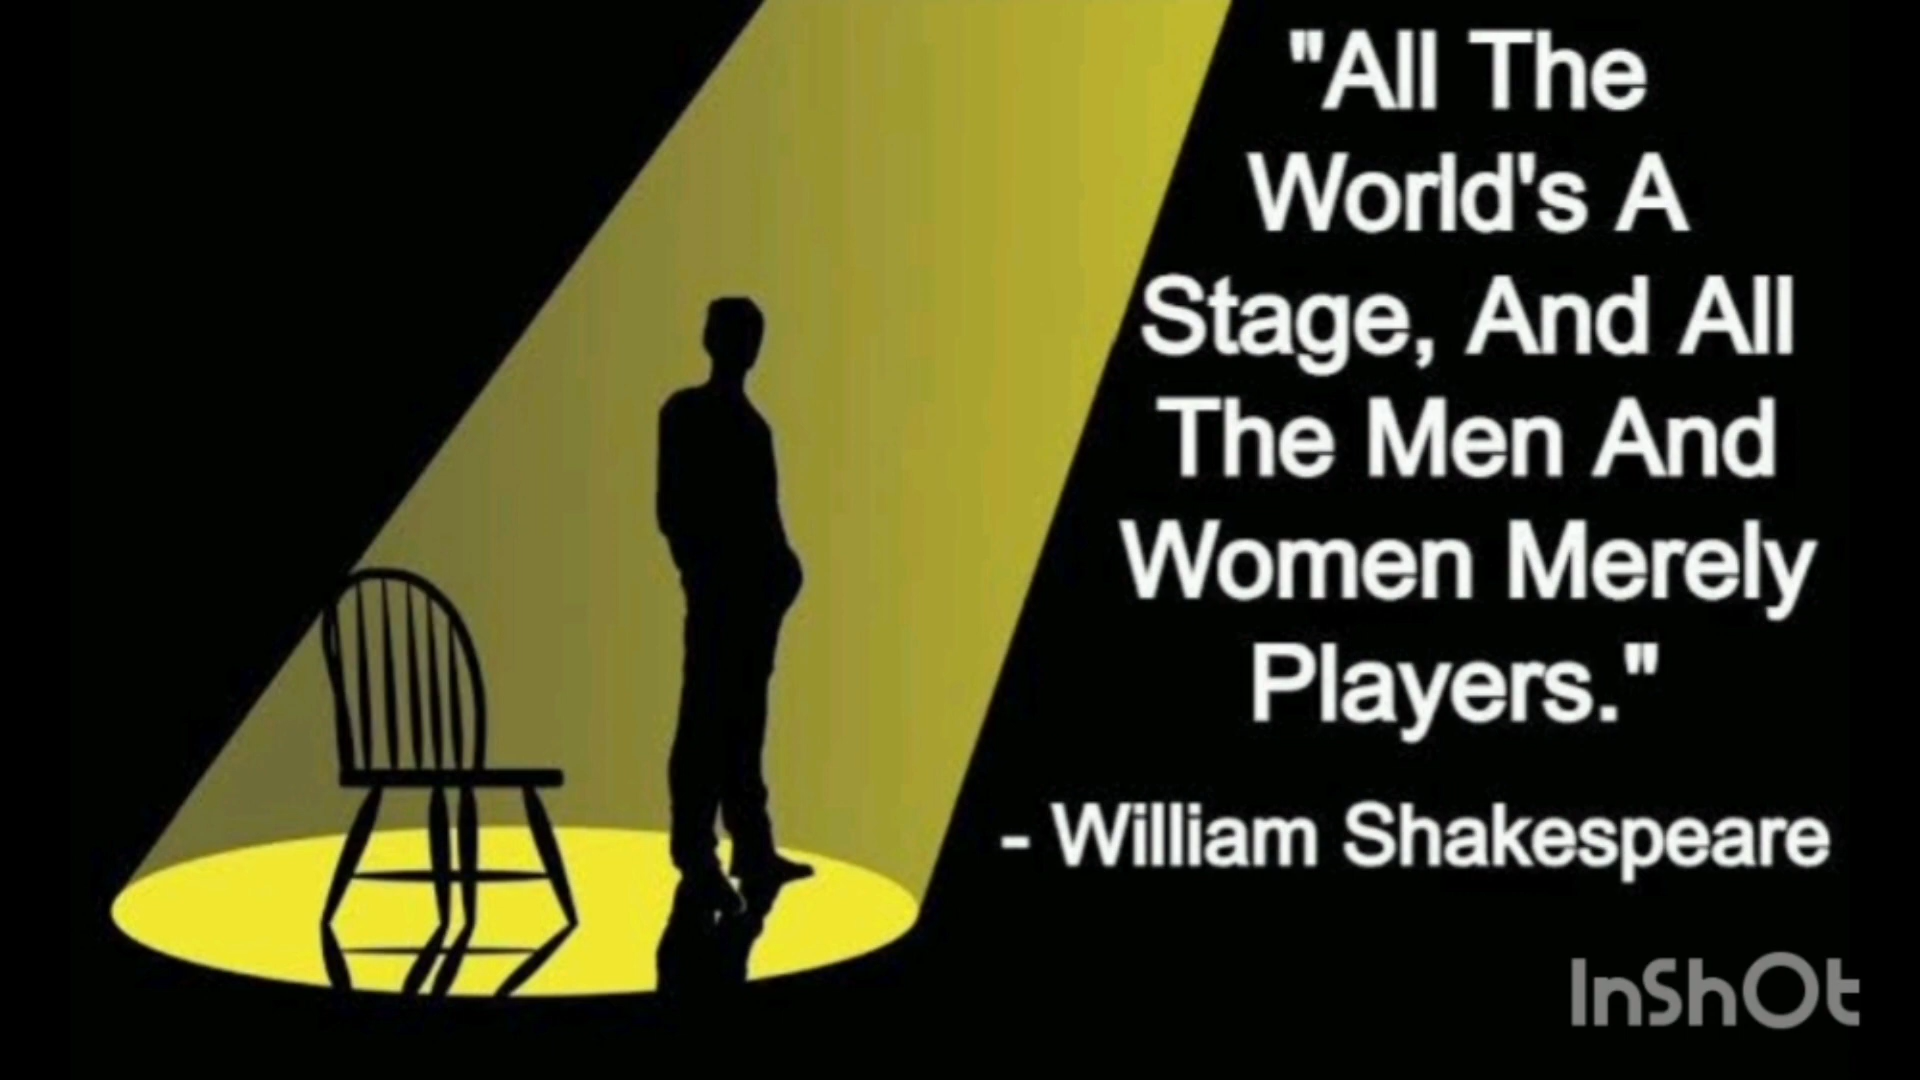 "All The
World's A
Stage, And All
The Men And
Women Merely
Players."
- William Shakespeare
InShOt